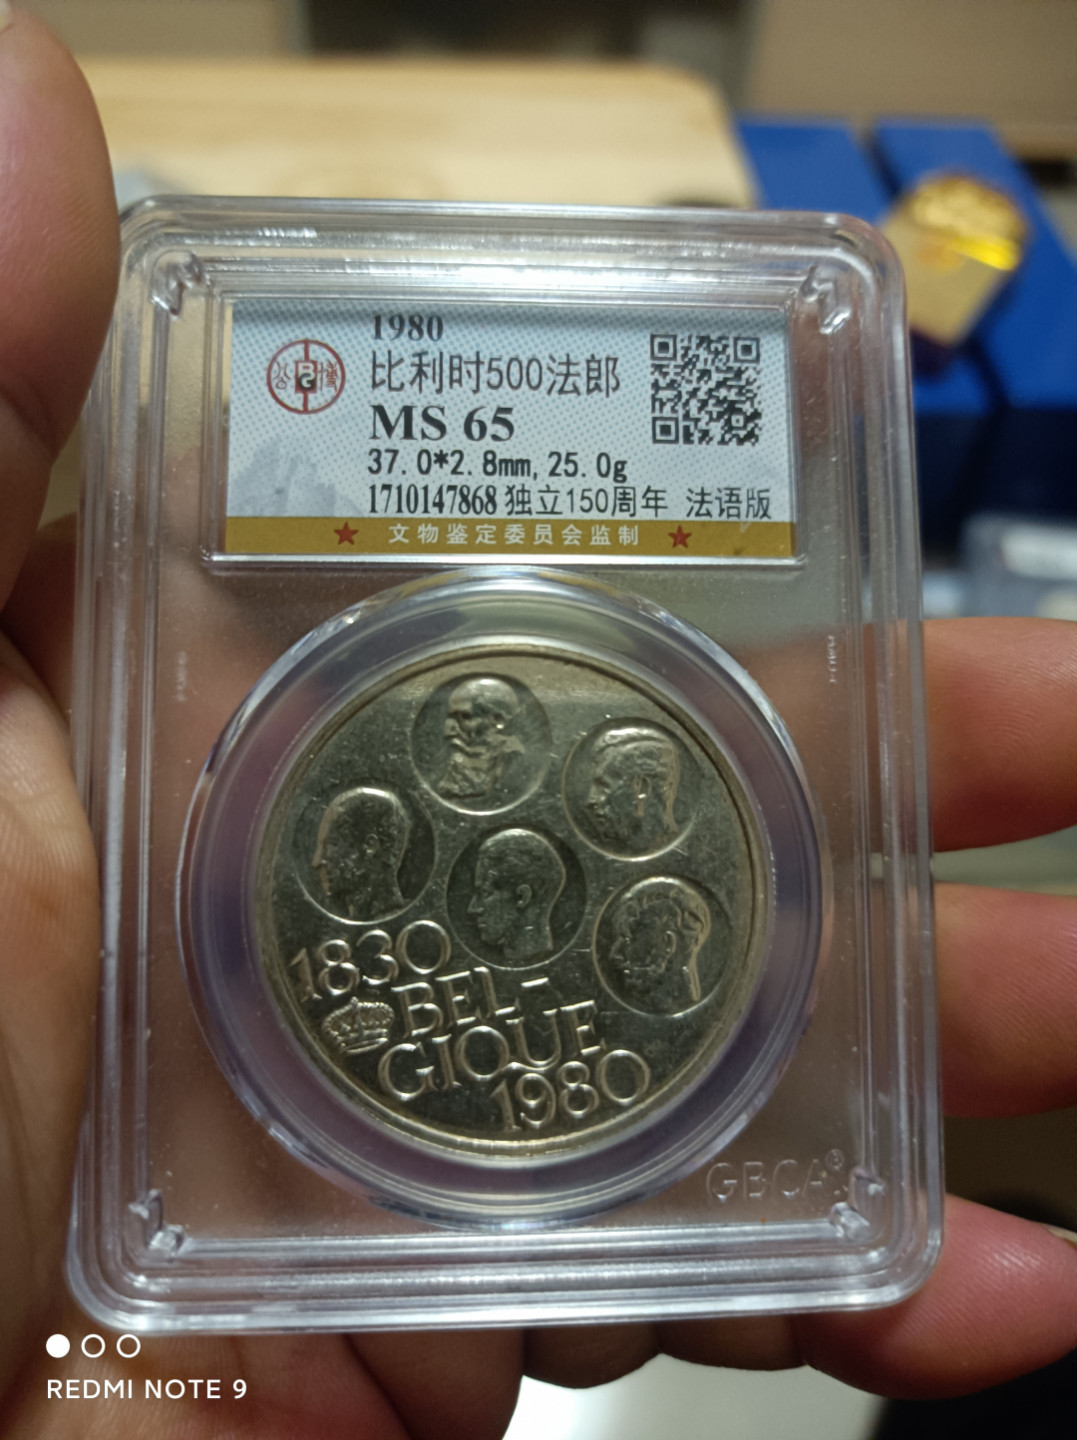 1980
比利时500法郎
公博
MS 65
37.0*2.8mm,25.0g
1710147868 独立150周年 法语版
★ 文物鉴定委员会监制 ★
1830
BEL-
GIQUE
1980
GBCA®
REDMI NOTE 9